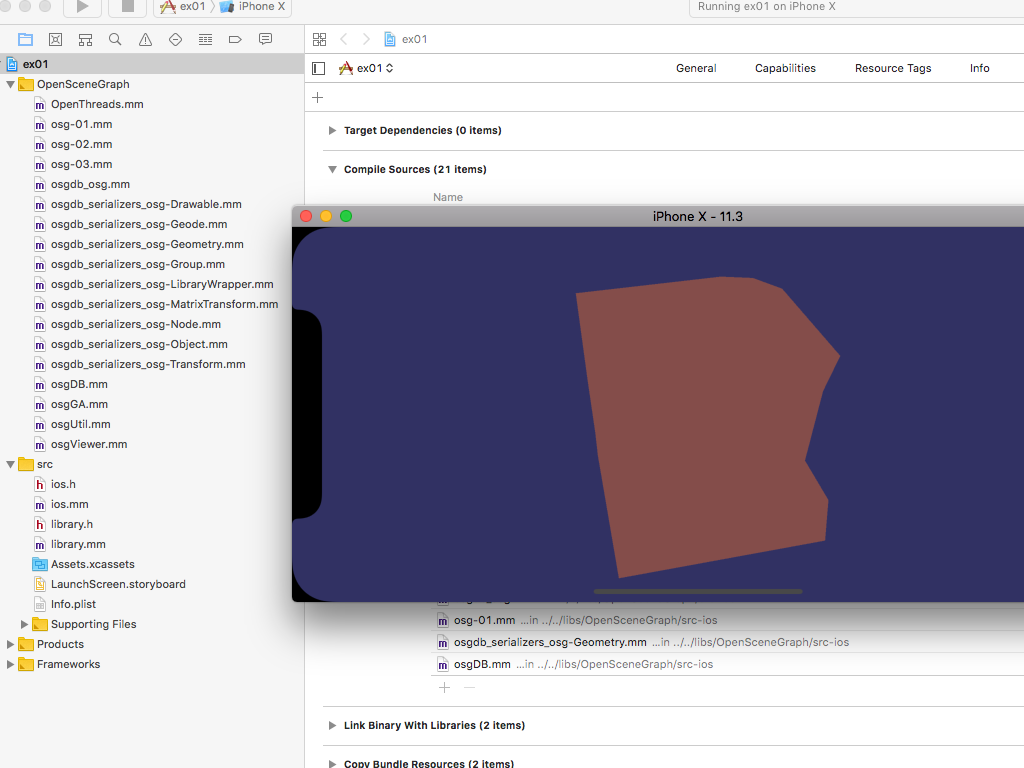 ex01 iPhone X Running ex01 on iPhone X
ex01
ex01 General Capabilities Resource Tags Info
ex01
OpenSceneGraph
OpenThreads.mm
osg-01.mm
osg-02.mm
osg-03.mm
osgdb_osg.mm
osgdb_serializers_osg-Drawable.mm
osgdb_serializers_osg-Geode.mm
osgdb_serializers_osg-Geometry.mm
osgdb_serializers_osg-Group.mm
osgdb_serializers_osg-LibraryWrapper.mm
osgdb_serializers_osg-MatrixTransform.mm
osgdb_serializers_osg-Node.mm
osgdb_serializers_osg-Object.mm
osgdb_serializers_osg-Transform.mm
osgDB.mm
osgGA.mm
osgUtil.mm
osgViewer.mm
src
ios.h
ios.mm
library.h
library.mm
Assets.xcassets
LaunchScreen.storyboard
Info.plist
Supporting Files
Products
Frameworks
Target Dependencies (0 items)
Compile Sources (21 items)
Name
iPhone X - 11.3
osg-01.mm ...in ../../libs/OpenSceneGraph/src-ios
osgdb_serializers_osg-Geometry.mm ...in ../../libs/OpenSceneGraph/src-ios
osgDB.mm ...in ../../libs/OpenSceneGraph/src-ios
Link Binary With Libraries (2 items)
Copy Bundle Resources (2 items)